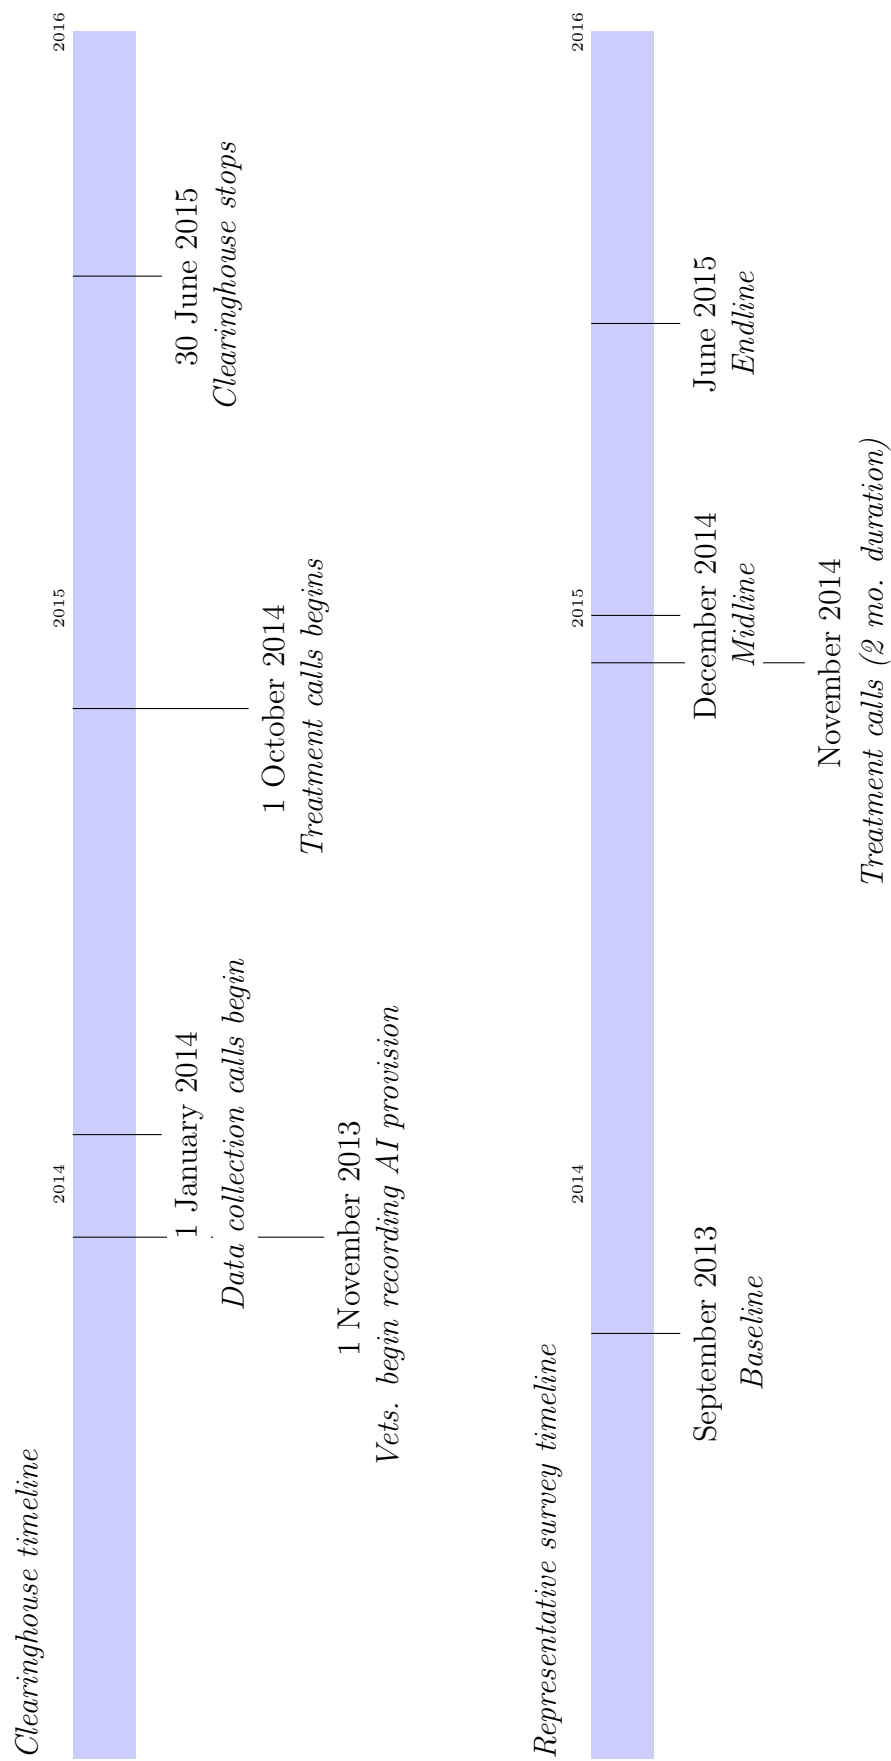 Clearinghouse timeline
2014
2015
2016
1 January 2014
Data collection calls begin
1 November 2013
Vets. begin recording AI provision
1 October 2014
Treatment calls begins
30 June 2015
Clearinghouse stops
Representative survey timeline
2014
2015
2016
September 2013
Baseline
December 2014
Midline
November 2014
Treatment calls (2 mo. duration)
June 2015
Endline